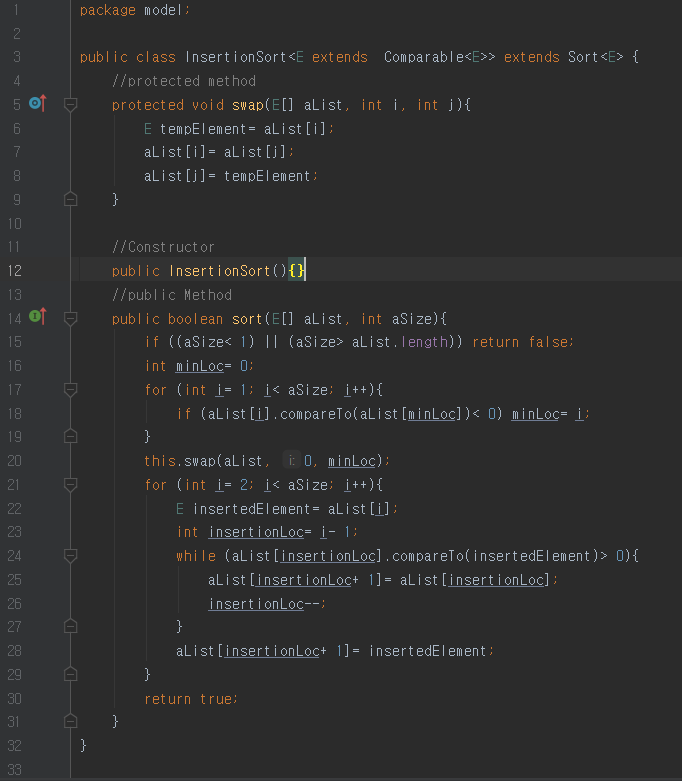 1 package model;
2
3 public class InsertionSort<E extends  Comparable<E>> extends Sort<E> {
4     //protected method
5     protected void swap(E[] aList, int i, int j){
6         E tempElement= aList[i];
7         aList[i]= aList[j];
8         aList[j]= tempElement;
9     }
10
11     //Constructor
12     public InsertionSort(){}
13     //public Method
14     public boolean sort(E[] aList, int aSize){
15         if ((aSize< 1) || (aSize> aList.length)) return false;
16         int minLoc= 0;
17         for (int i= 1; i< aSize; i++){
18             if (aList[i].compareTo(aList[minLoc])< 0) minLoc= i;
19         }
20         this.swap(aList, i: 0, minLoc);
21         for (int i= 2; i< aSize; i++){
22             E insertedElement= aList[i];
23             int insertionLoc= i- 1;
24             while (aList[insertionLoc].compareTo(insertedElement)> 0){
25                 aList[insertionLoc+ 1]= aList[insertionLoc];
26                 insertionLoc--;
27             }
28             aList[insertionLoc+ 1]= insertedElement;
29         }
30         return true;
31     }
32 }
33